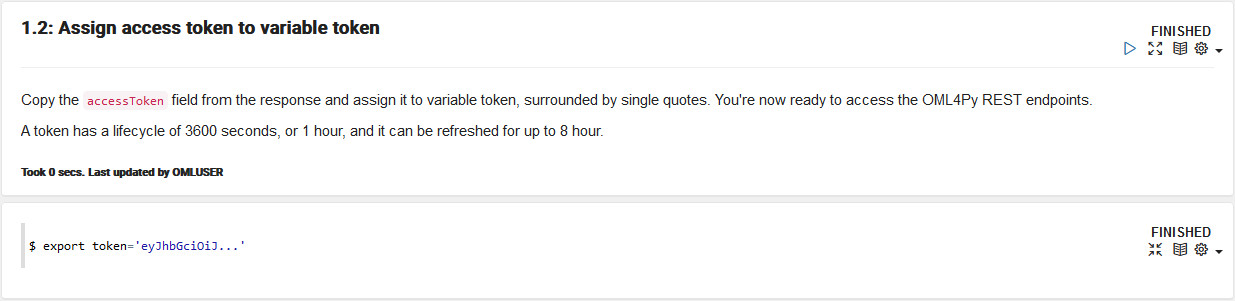 1.2: Assign access token to variable token
FINISHED
Copy the accessToken field from the response and assign it to variable token, surrounded by single quotes. You're now ready to access the OML4Py REST endpoints.
A token has a lifecycle of 3600 seconds, or 1 hour, and it can be refreshed for up to 8 hour.
Took 0 secs. Last updated by OMLUSER
FINISHED
$ export token='eyJhbGciOiJ...'